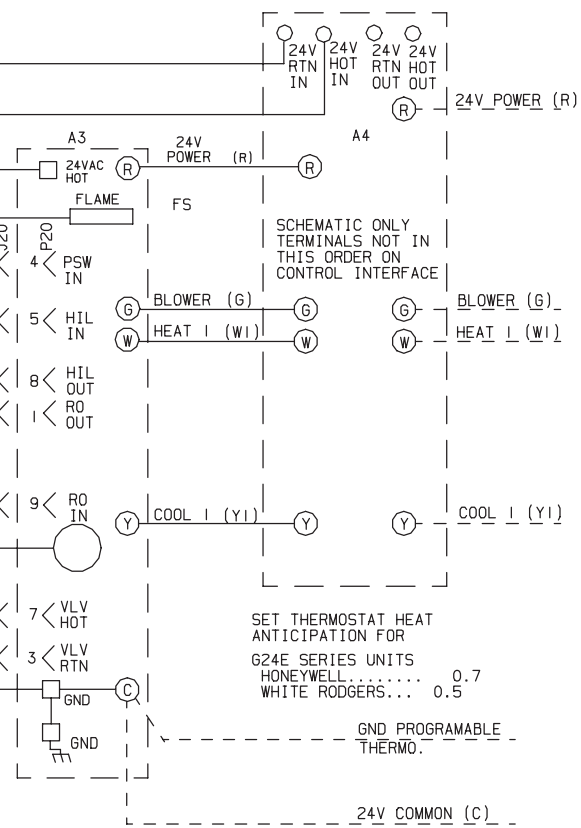 24V 24V 24V 24V
RTN HOT RTN HOT
IN IN OUT OUT
R 24V POWER (R)
A4
A3
24V
POWER (R)
24VAC
HOT
R
R
FLAME
FS
J20
P20
SCHEMATIC ONLY
TERMINALS NOT IN
THIS ORDER ON
CONTROL INTERFACE
4 PSW
IN
G BLOWER (G) G G BLOWER (G)
5 HIL
IN
W HEAT 1 (W1) W W HEAT 1 (W1)
8 HIL
OUT
1 RO
OUT
9 RO
IN
Y COOL 1 (Y1) Y Y COOL 1 (Y1)
7 VLV
HOT
3 VLV
RTN
GND
C
GND
SET THERMOSTAT HEAT
ANTICIPATION FOR
G24E SERIES UNITS
HONEYWELL........ 0.7
WHITE RODGERS... 0.5
GND PROGRAMABLE
THERMO.
24V COMMON (C)